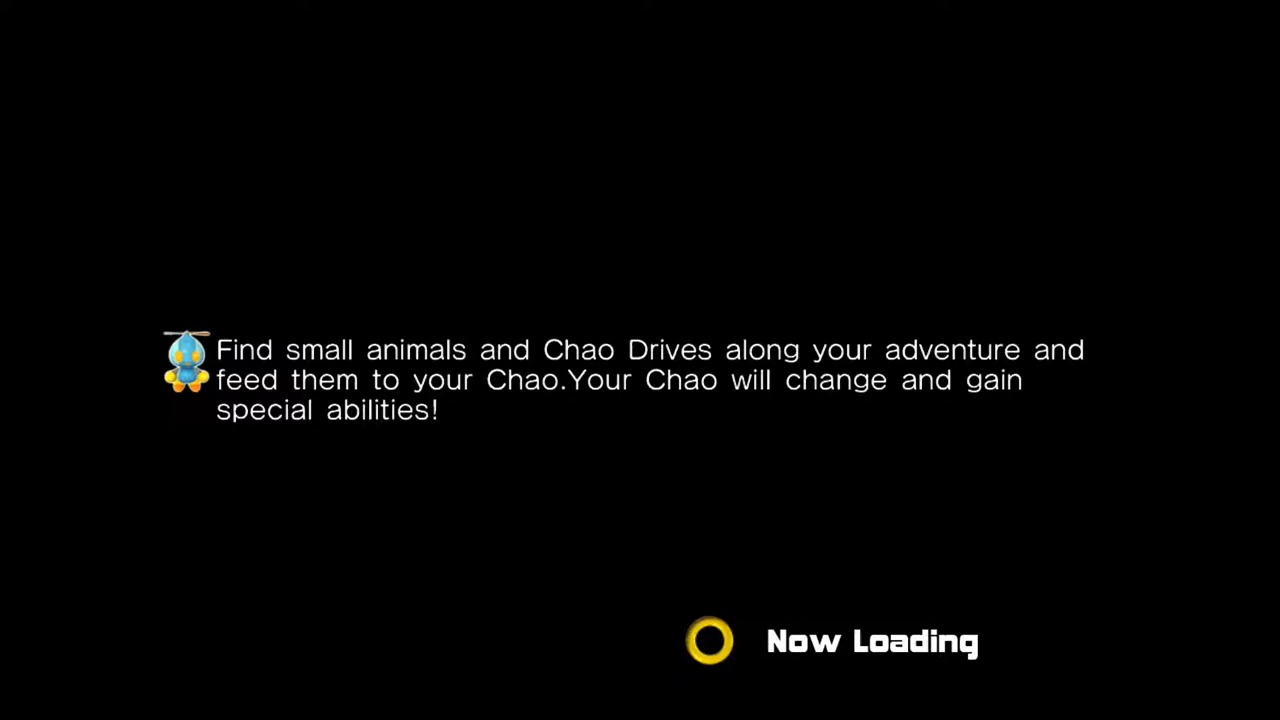 Find small animals and Chao Drives along your adventure and
feed them to your Chao.Your Chao will change and gain
special abilities!
Now Loading